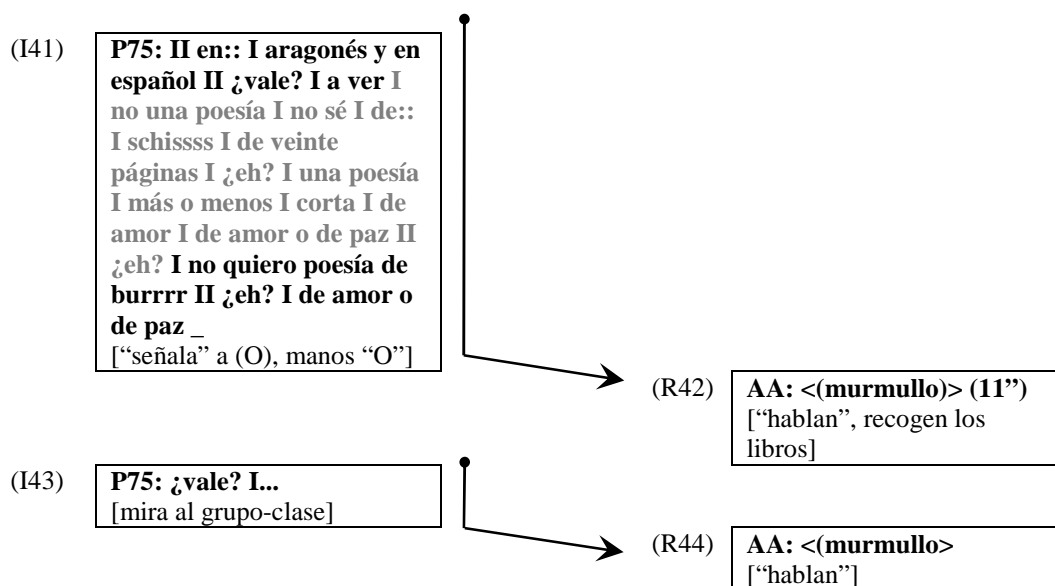 (I41)
P75: II en:: I aragonés y en
español II ¿vale? I a ver I
no una poesía I no sé I de::
I schissss I de veinte
páginas I ¿eh? I una poesía
I más o menos I corta I de
amor I de amor o de paz II
¿eh? I no quiero poesía de
burrrr II ¿eh? I de amor o
de paz _
[“señala” a (O), manos “O”]
(R42)
AA: <(murmullo)> (11”)
[“hablan”, recogen los
libros]
(I43)
P75: ¿vale? I...
[mira al grupo-clase]
(R44)
AA: <(murmullo>
[“hablan”]